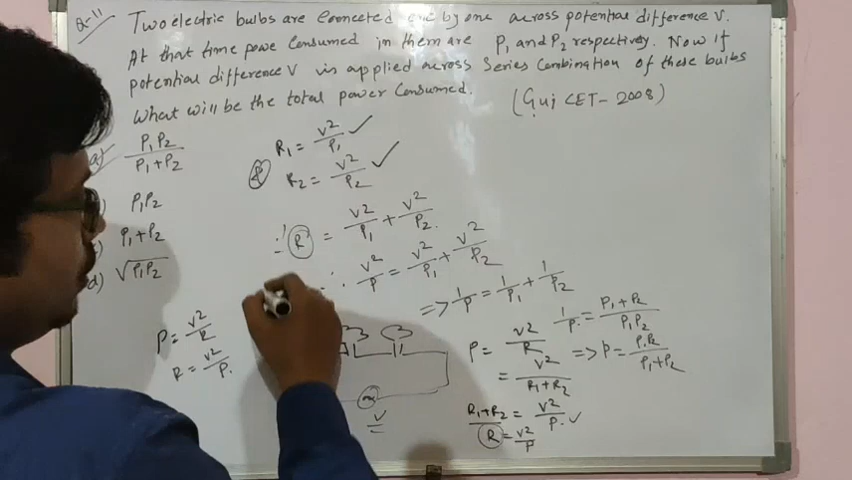 Q-11 Two electric bulbs are connected one by one across potential difference V.
At that time powe Consumed in them are P₁ and P₂ respectivey. Now if
potential difference V is applied across Series Combination of these bulbs
What will be the total power Consumed. (Guj CET-2008)
a) P₁P₂ / P₁+P₂
P₁P₂
P₁+P₂
d) √P₁P₂
R₁ = V²/P₁ ✓
R₂ = V²/P₂ ✓
R = V²/P₁ + V²/P₂
∴ V²/P = V²/P₁ + V²/P₂
=> 1/P = 1/P₁ + 1/P₂
1/P = P₁+P₂ / P₁P₂
=> P = P₁P₂ / P₁+P₂
P = V²/R
R = V²/P.
P = V²/R
= V² / R₁+R₂
R₁+R₂ = V²/P. ✓
R = V²/P
V